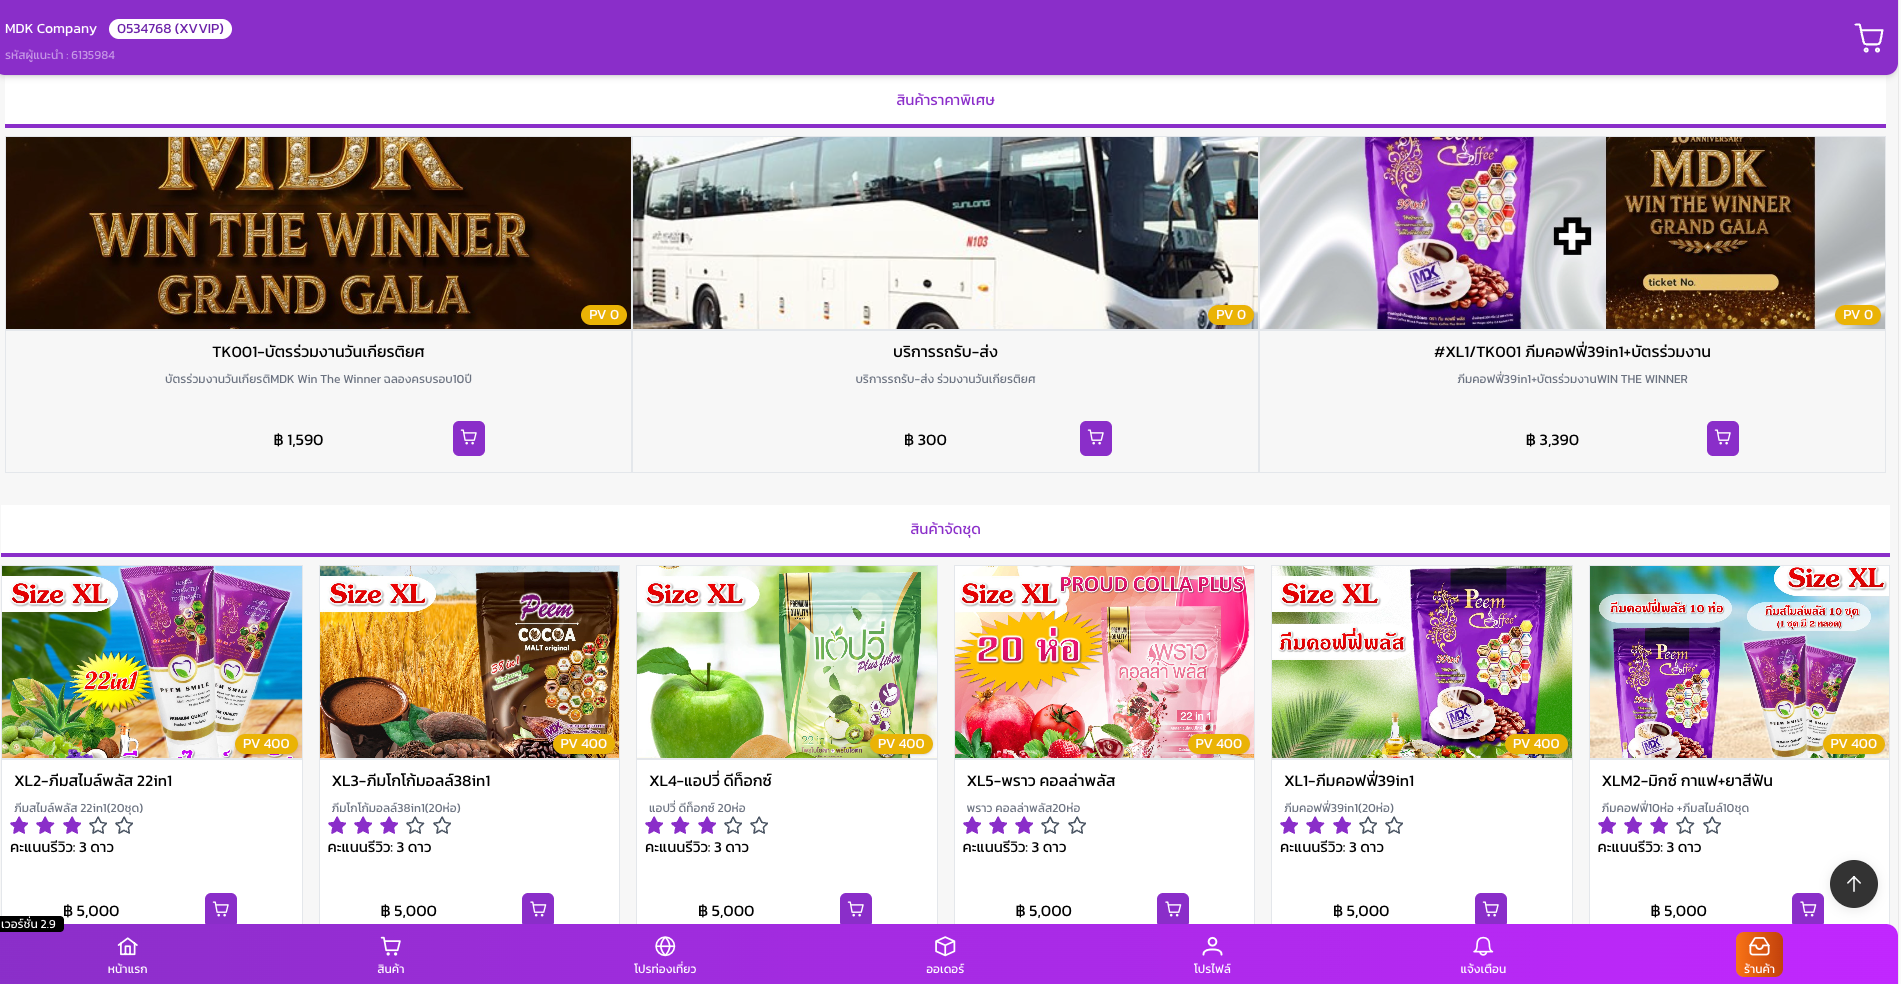 MDK Company 0534768 (XVVIP)
รหัสผู้แนะนำ : 6135984
สินค้าราคาพิเศษ
MDK
WIN THE WINNER
GRAND GALA
PV 0
SUNLONG
N103
PV 0
Peem
Coffee
MDK
ANNIVERSARY
MDK
WIN THE WINNER
GRAND GALA
ticket No.
PV 0
TK001-บัตรร่วมงานวันเกียรติยศ
บัตรร่วมงานวันเกียรติMDK Win The Winner ฉลองครบรอบ10ปี
฿ 1,590
บริการรถรับ-ส่ง
บริการรถรับ-ส่ง ร่วมงานวันเกียรติยศ
฿ 300
#XL1/TK001 ภีมคอฟฟี่39in1+บัตรร่วมงาน
ภีมคอฟฟี่39in1+บัตรร่วมงานWIN THE WINNER
฿ 3,390
สินค้าจัดชุด
Size XL
22in1
PEEM SMILE
PREMIUM QUALITY
PV 400
XL2-ภีมสไมล์พลัส 22in1
ภีมสไมล์พลัส 22in1(20ชุด)
คะแนนรีวิว: 3 ดาว
฿ 5,000
Size XL
Peem
COCOA
MALT original
38in1
PV 400
XL3-ภีมโกโก้มอลล์38in1
ภีมโกโก้มอลล์38in1(20ห่อ)
คะแนนรีวิว: 3 ดาว
฿ 5,000
Size XL
PREMIUM
QUALITY
แอปวี่
Plus fiber
PV 400
XL4-แอปวี่ ดีท็อกซ์
แอปวี่ ดีท็อกซ์ 20ห่อ
คะแนนรีวิว: 3 ดาว
฿ 5,000
Size XL PROUD COLLA PLUS
20 ห่อ
พราว
คอลลา พลัส
22 in 1
PV 400
XL5-พราว คอลล่าพลัส
พราว คอลล่าพลัส20ห่อ
คะแนนรีวิว: 3 ดาว
฿ 5,000
Size XL
ภีมคอฟฟี่พลัส
Peem
Coffee
MDK
PV 400
XL1-ภีมคอฟฟี่39in1
ภีมคอฟฟี่39in1(20ห่อ)
คะแนนรีวิว: 3 ดาว
฿ 5,000
Size XL
ภีมคอฟฟี่พลัส 10 ห่อ
ภีมสไมล์พลัส 10 ชุด
(1 ชุด มี 2 หลอด)
Peem
Coffee
MDK
PEEM SMILE
PV 400
XLM2-มิกซ์ กาแฟ+ยาสีฟัน
ภีมคอฟฟี่10ห่อ +ภีมสไมล์10ชุด
คะแนนรีวิว: 3 ดาว
฿ 5,000
เวอร์ชั่น 2.9
หน้าแรก
สินค้า
โปรท่องเที่ยว
ออเดอร์
โปรไฟล์
แจ้งเตือน
ร้านค้า